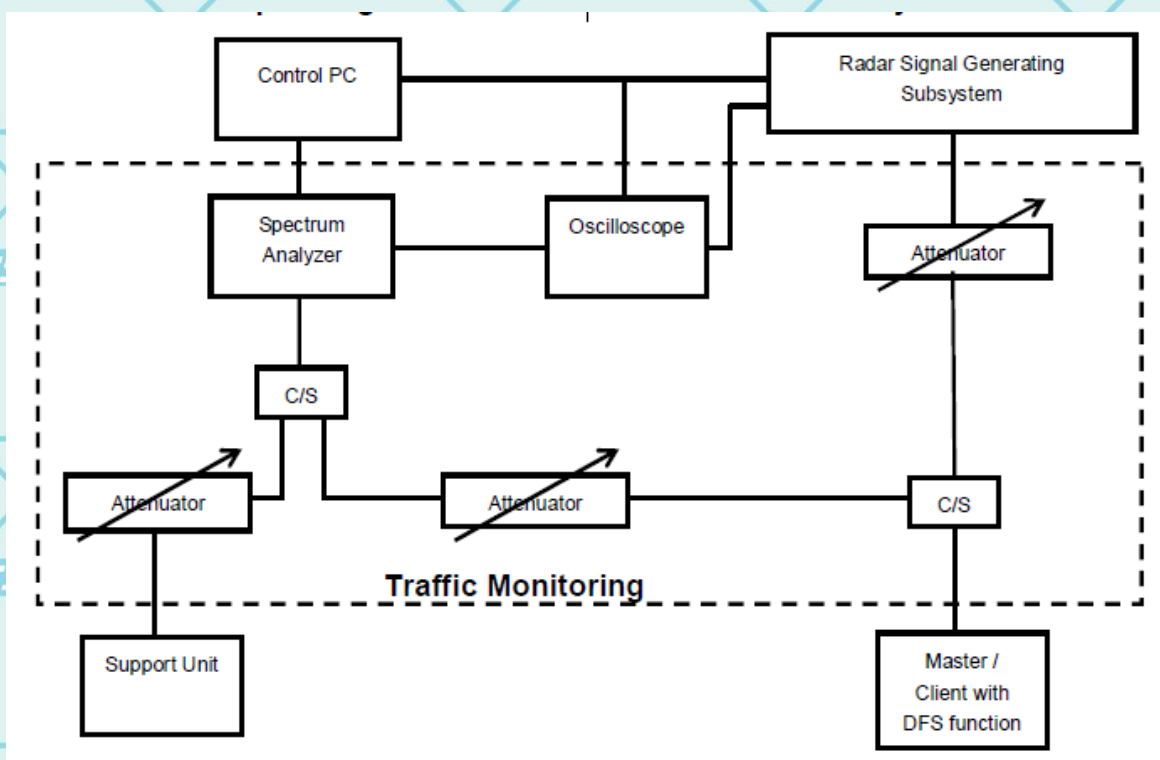 Control PC
Radar Signal Generating
Subsystem
Spectrum
Analyzer
Oscilloscope
Attenuator
C/S
Attenuator
Attenuator
C/S
Traffic Monitoring
Support Unit
Master /
Client with
DFS function